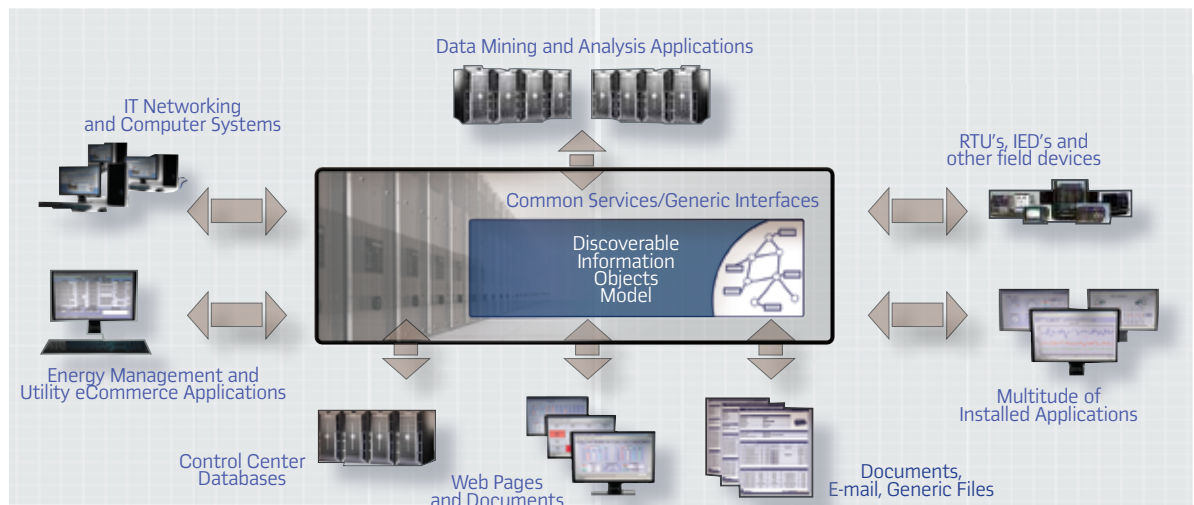 Data Mining and Analysis Applications
IT Networking
and Computer Systems
RTU's, IED's and
other field devices
Common Services/Generic Interfaces
Discoverable
Information
Objects
Model
Energy Management and
Utility eCommerce Applications
Multitude of
Installed Applications
Control Center
Databases
Web Pages
and Documents
Documents,
E-mail, Generic Files